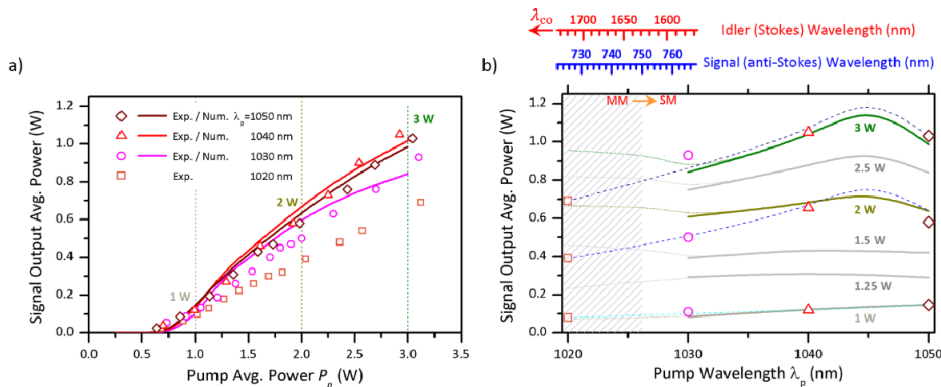 λco
1700 1650 1600
Idler (Stokes) Wavelength (nm)
730 740 750 760
Signal (anti-Stokes) Wavelength (nm)
a)
b)
Signal Output Avg. Power (W)
1.2
1.0
0.8
0.6
0.4
0.2
0.0
Exp. / Num. λp=1050 nm
Exp. / Num. 1040 nm
Exp. / Num. 1030 nm
Exp. 1020 nm
1 W
2 W
3 W
0.0 0.5 1.0 1.5 2.0 2.5 3.0 3.5
Pump Avg. Power Pp (W)
Signal Output Avg. Power (W)
1.2
1.0
0.8
0.6
0.4
0.2
0.0
MM SM
3 W
2.5 W
2 W
1.5 W
1.25 W
1 W
1020 1030 1040 1050
Pump Wavelength λp (nm)